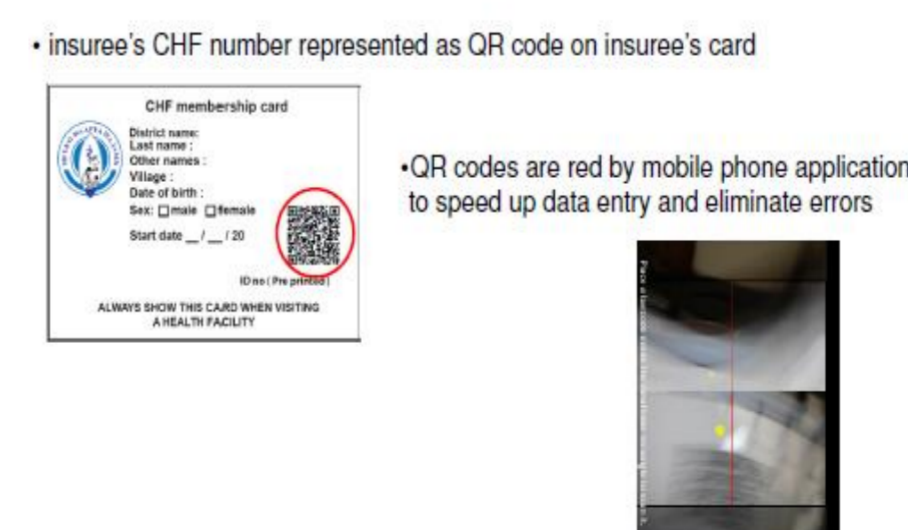 • insuree's CHF number represented as QR code on insuree's card
CHF membership card
District name:
Last name :
Other names :
Village :
Date of birth :
Sex: male female
Start date __ / __ / 20
ID no ( Pre printed )
ALWAYS SHOW THIS CARD WHEN VISITING
A HEALTH FACILITY
•QR codes are red by mobile phone application
to speed up data entry and eliminate errors